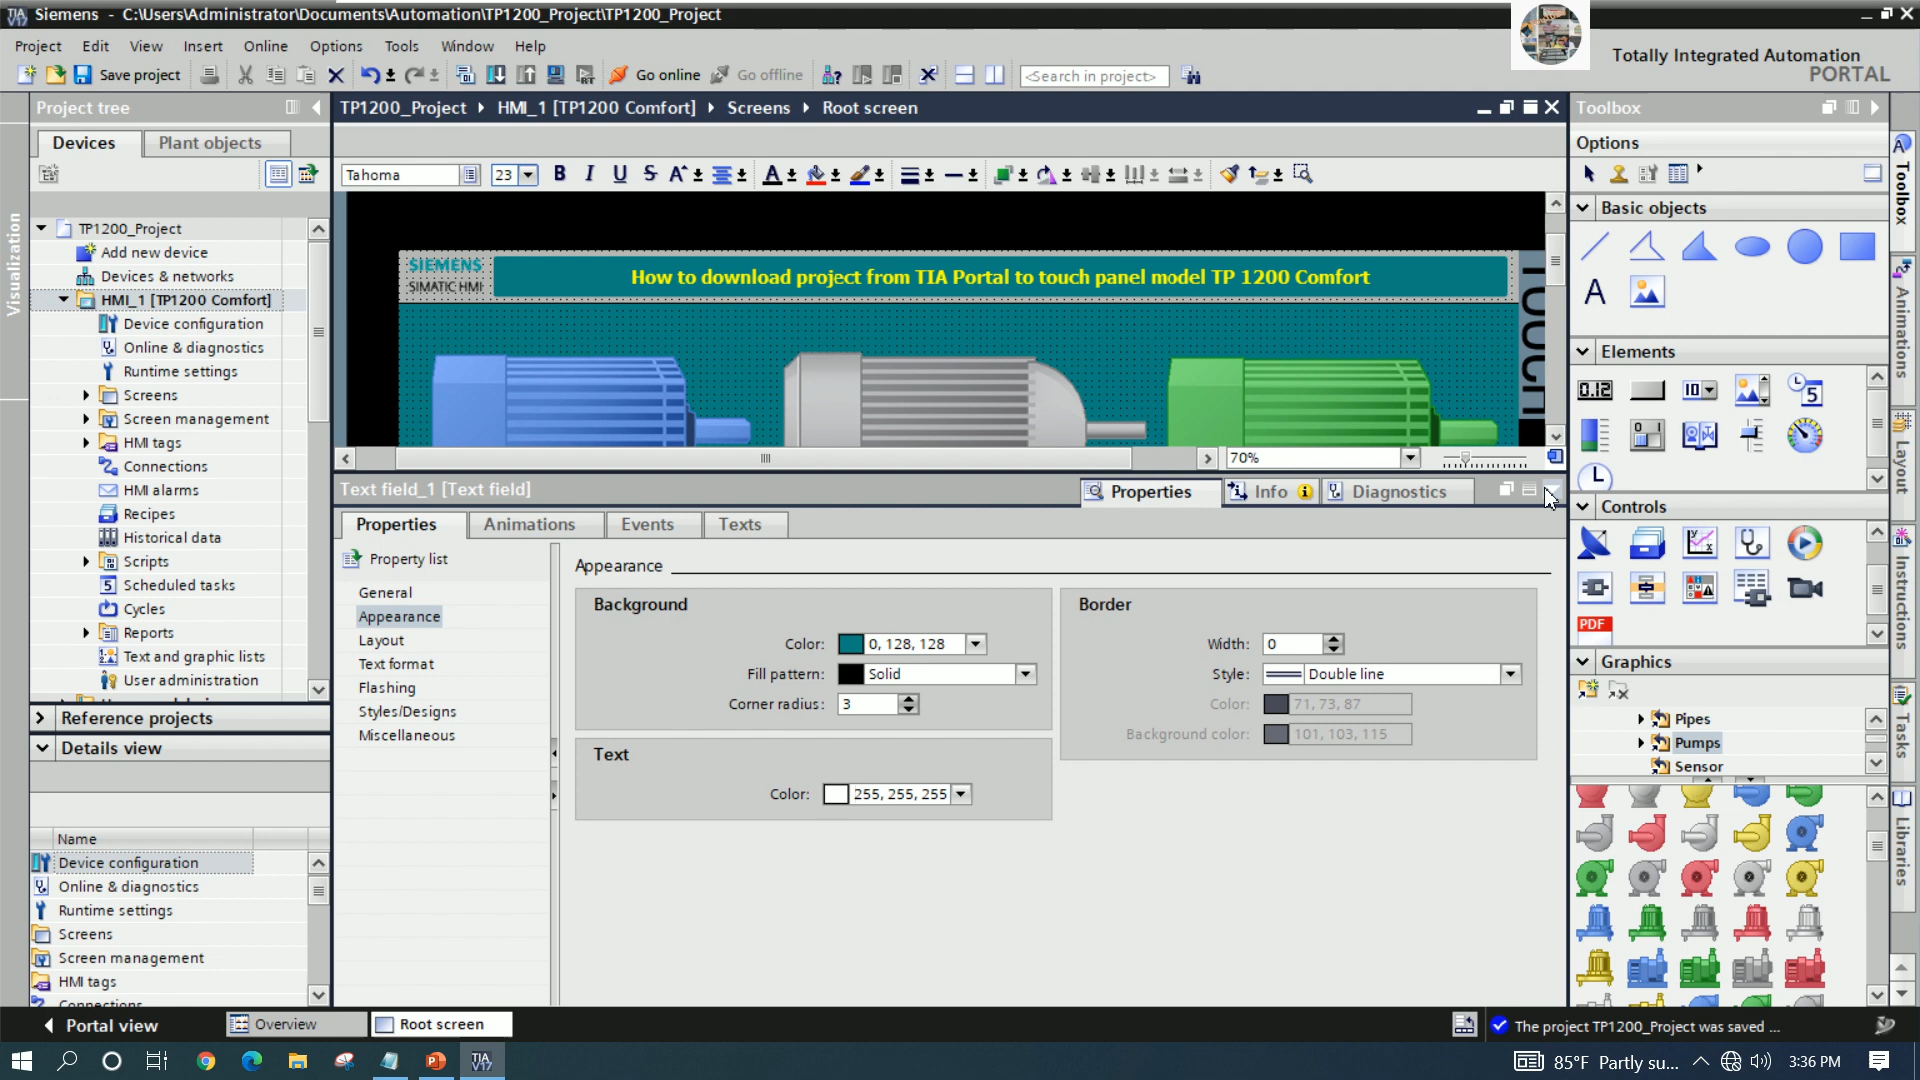 Siemens - C:\Users\Administrator\Documents\Automation\TP1200_Project\TP1200_Project
Project Edit View Insert Online Options Tools Window Help
Totally Integrated Automation
PORTAL
Save project
Go online
Go offline
<Search in project>
Project tree
TP1200_Project
HMI_1 [TP1200 Comfort]
Screens
Root screen
Toolbox
Devices
Plant objects
Options
Tahoma
23
B I U S
Basic objects
Visualization
TP1200_Project
Add new device
Devices & networks
HMI_1 [TP1200 Comfort]
Device configuration
Online & diagnostics
Runtime settings
Screens
Screen management
HMI tags
Connections
HMI alarms
Recipes
Historical data
Scripts
Scheduled tasks
Cycles
Reports
Text and graphic lists
User administration
Reference projects
Details view
Name
Device configuration
Online & diagnostics
Runtime settings
Screens
Screen management
HMI tags
Connections
SIEMENS
SIMATIC HMI
How to download project from TIA Portal to touch panel model TP 1200 Comfort
TOUCH
70%
Text field_1 [Text field]
Properties
Info
Diagnostics
Properties
Animations
Events
Texts
Property list
General
Appearance
Layout
Text format
Flashing
Styles/Designs
Miscellaneous
Appearance
Background
Color: 0, 128, 128
Fill pattern: Solid
Corner radius: 3
Text
Color: 255, 255, 255
Border
Width: 0
Style: Double line
Color: 71, 73, 87
Background color: 101, 103, 115
Elements
Controls
PDF
Graphics
Pipes
Pumps
Sensor
Toolbox
Animations
Layout
Instructions
Tasks
Libraries
Portal view
Overview
Root screen
The project TP1200_Project was saved ...
85°F Partly su...
3:36 PM